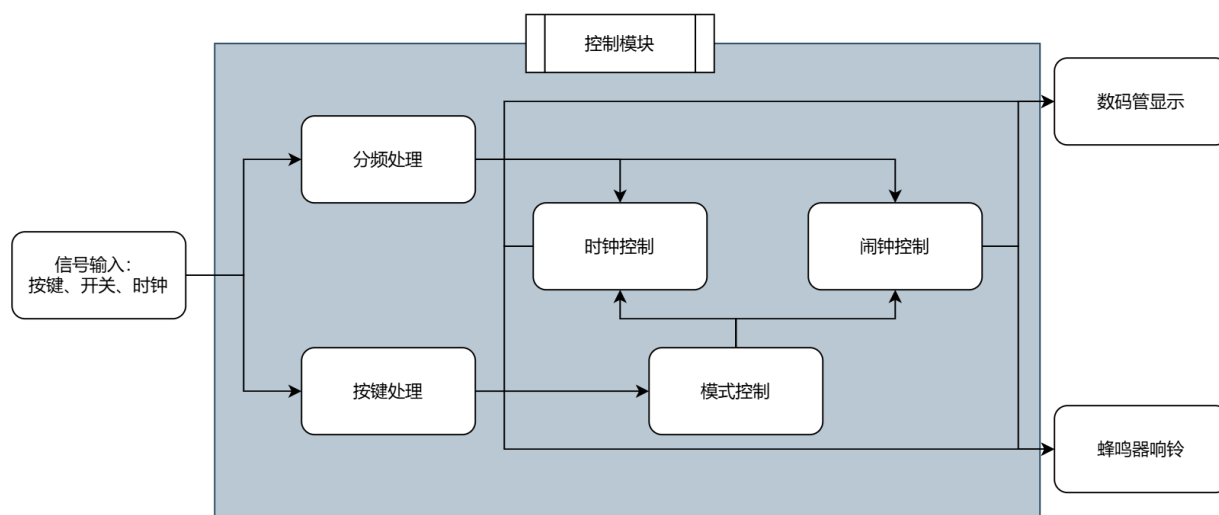 控制模块
数码管显示
分频处理
时钟控制
闹钟控制
信号输入：
按键、开关、时钟
按键处理
模式控制
蜂鸣器响铃